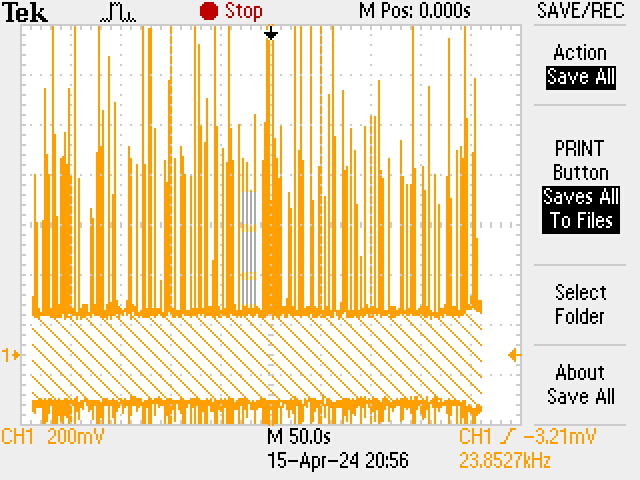 Tek Stop M Pos: 0.000s SAVE/REC
Action
Save All
PRINT
Button
Saves All
To Files
Select
Folder
About
Save All
1
CH1 200mV M 50.0s CH1 -3.21mV
15-Apr-24 20:56 23.8527kHz